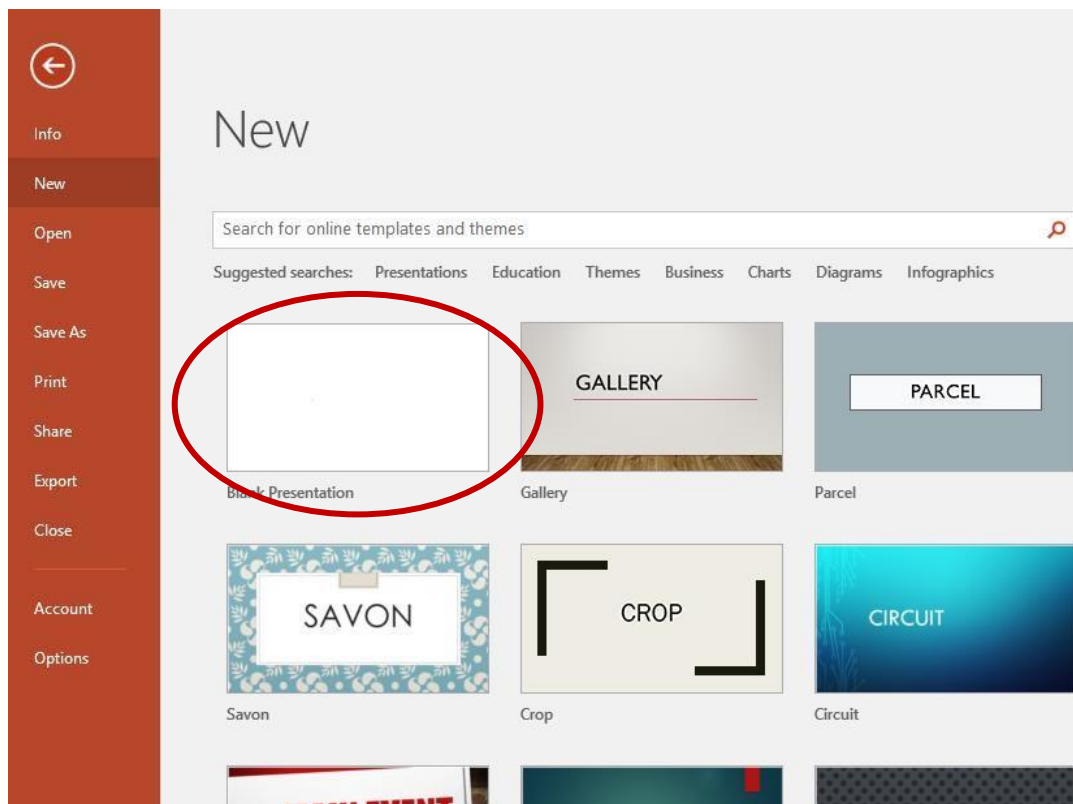 Info
New
Open
Save
Save As
Print
Share
Export
Close
Account
Options
New
Search for online templates and themes
Suggested searches: Presentations Education Themes Business Charts Diagrams Infographics
GALLERY
PARCEL
Blank Presentation Gallery Parcel
SAVON
CROP
CIRCUIT
Savon Crop Circuit
EVENT